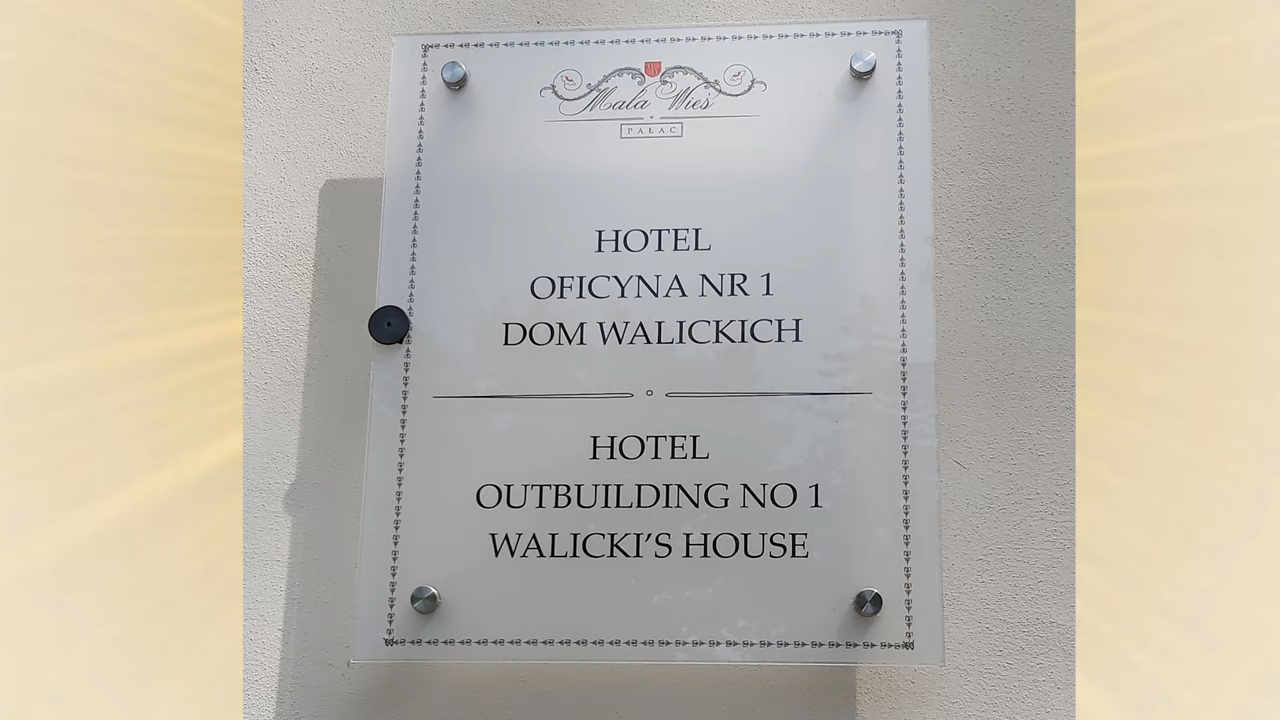 Mała Wieś
PAŁAC
HOTEL
OFICYNA NR 1
DOM WALICKICH
HOTEL
OUTBUILDING NO 1
WALICKI'S HOUSE